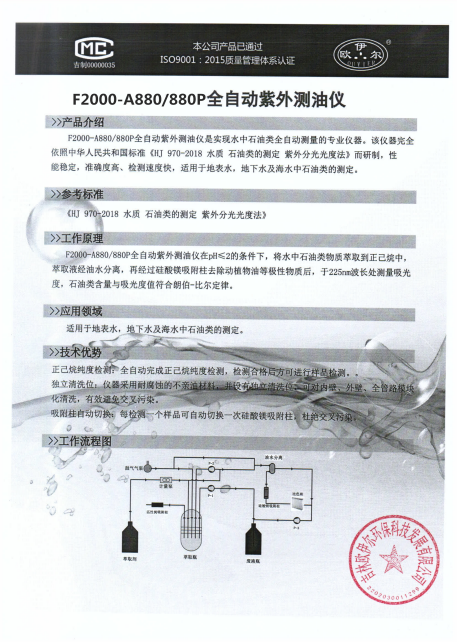 CMC
吉制00000035
本公司产品已通过
ISO9001：2015质量管理体系认证
欧伊尔
OUYIER
®
F2000-A880/880P全自动紫外测油仪
>>产品介绍
F2000-A880/880P全自动紫外测油仪是实现水中石油类全自动测量的专业仪器。该仪器完全
依照中华人民共和国标准《HJ 970-2018 水质 石油类的测定 紫外分光光度法》而研制，性
能稳定，准确度高、检测速度快，适用于地表水，地下水及海水中石油类的测定。
>>参考标准
《HJ 970-2018 水质 石油类的测定 紫外分光光度法》
>>工作原理
F2000-A880/880P全自动紫外测油仪在pH≤2的条件下，将水中石油类物质萃取到正己烷中，
萃取液经油水分离，再经过硅酸镁吸附柱去除动植物油等极性物质后，于225nm波长处测量吸光
度，石油类含量与吸光度值符合朗伯-比尔定律。
>>应用领域
适用于地表水，地下水及海水中石油类的测定。
>>技术优势
正己烷纯度检测：全自动完成正己烷纯度检测，检测合格后方可进行样品检测。。
独立清洗位：仪器采用耐腐蚀的不亲油材料，并设有独立清洗位，可对内壁、外壁、全管路模块
化清洗，有效避免交叉污染。
吸附柱自动切换：每检测一个样品可自动切换一次硅酸镁吸附柱，杜绝交叉污染。
>>工作流程图
油水分离
计量泵
萃取剂
萃取瓶
废液瓶
吉林欧伊尔环保科技发展有限公司